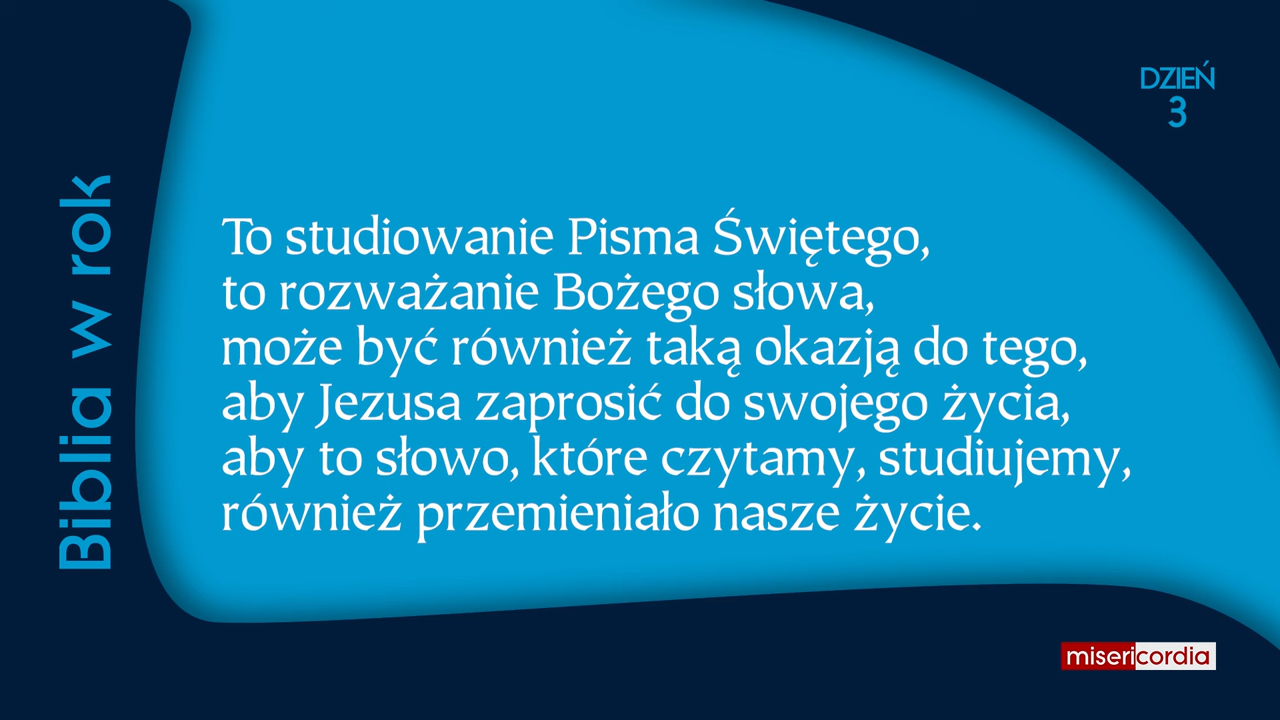 DZIEŃ
3
Biblia w rok
To studiowanie Pisma Świętego,
to rozważanie Bożego słowa,
może być również taką okazją do tego,
aby Jezusa zaprosić do swojego życia,
aby to słowo, które czytamy, studiujemy,
również przemieniało nasze życie.
misericordia